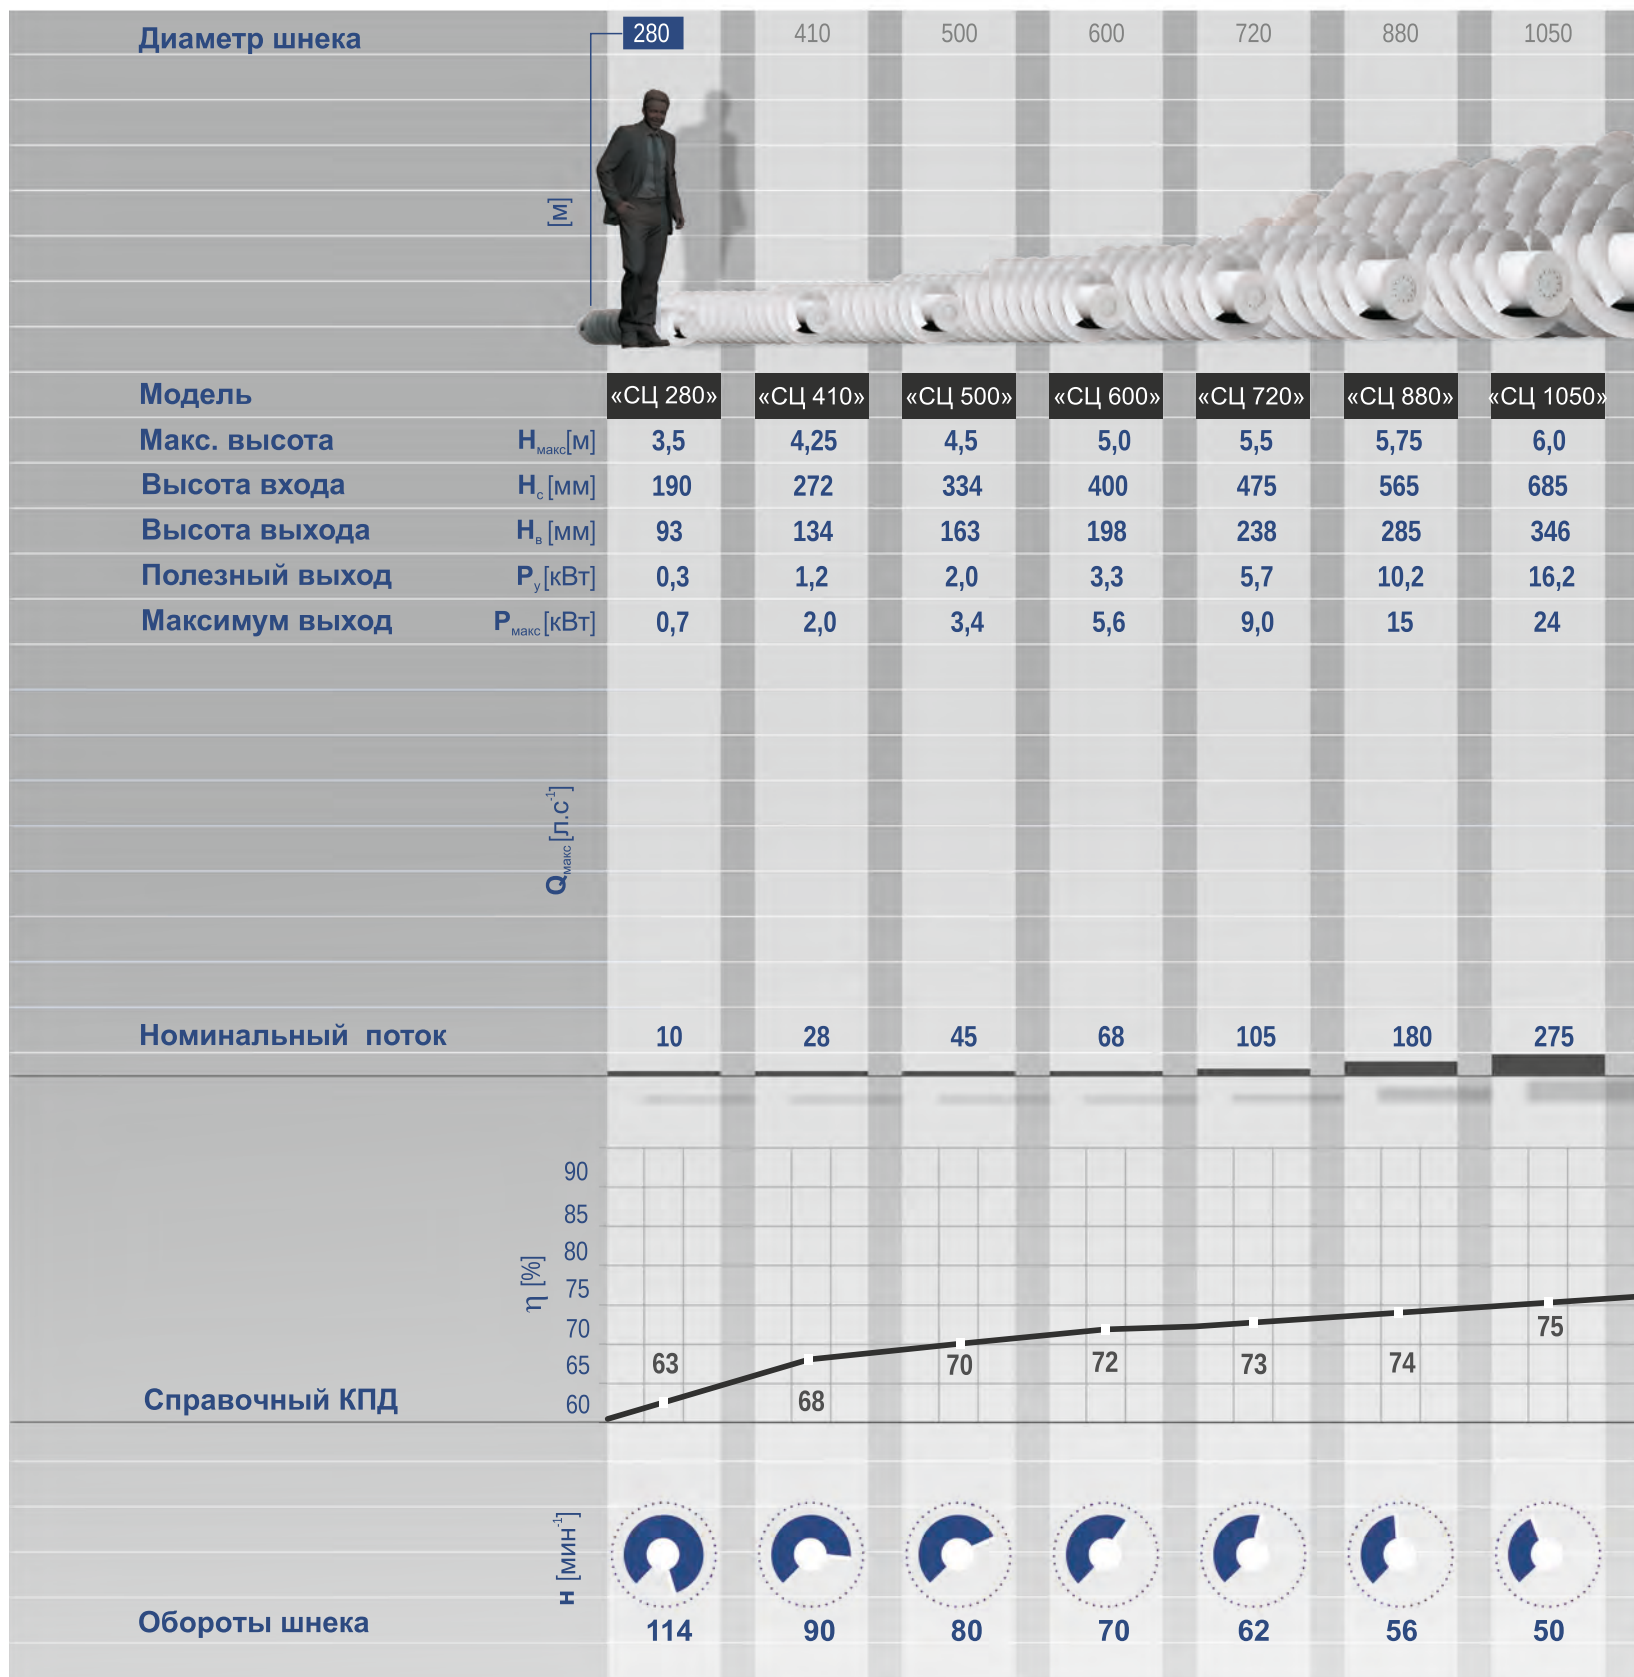 Диаметр шнека 280 410 500 600 720 880 1050
[м]
Модель «СЦ 280» «СЦ 410» «СЦ 500» «СЦ 600» «СЦ 720» «СЦ 880» «СЦ 1050»
Макс. высота Hмакс[м] 3,5 4,25 4,5 5,0 5,5 5,75 6,0
Высота входа Hс [мм] 190 272 334 400 475 565 685
Высота выхода Hв [мм] 93 134 163 198 238 285 346
Полезный выход Pу [кВт] 0,3 1,2 2,0 3,3 5,7 10,2 16,2
Максимум выход Pмакс [кВт] 0,7 2,0 3,4 5,6 9,0 15 24
Qмакс [л.с-1]
Номинальный поток 10 28 45 68 105 180 275
η [%]
90
85
80
75
70
65
60
63 68 70 72 73 74 75
Справочный КПД
н [мин-1]
Обороты шнека 114 90 80 70 62 56 50